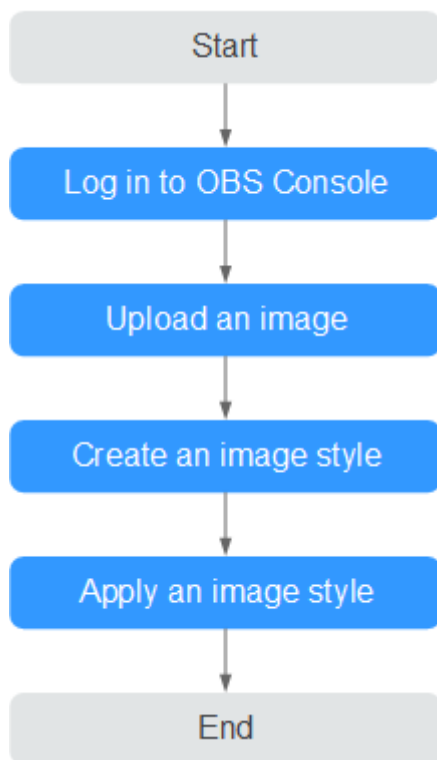 Start
Log in to OBS Console
Upload an image
Create an image style
Apply an image style
End